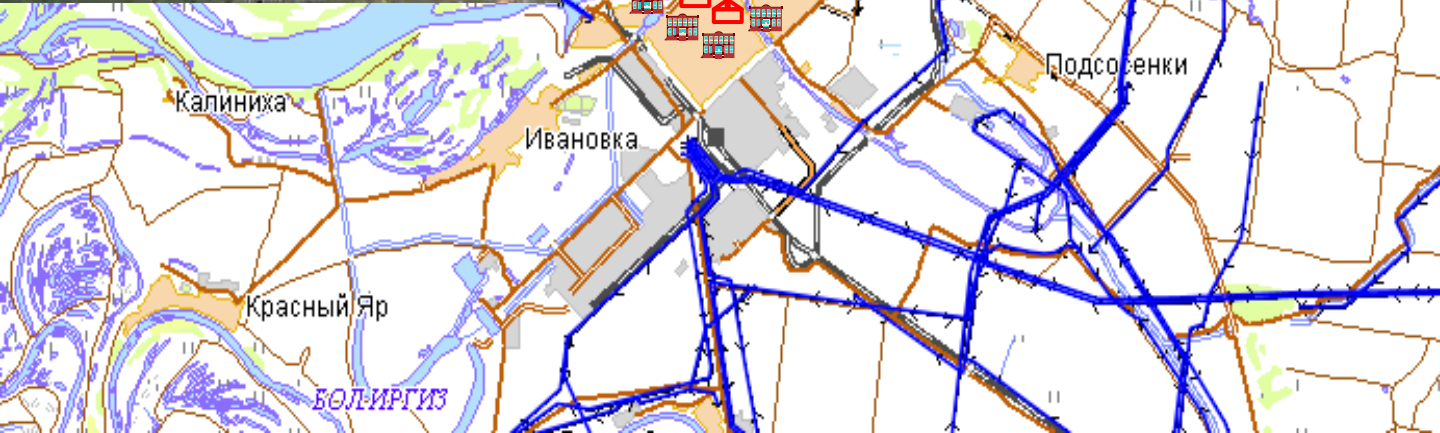 Подсосенки
Калиниха
Ивановка
Красный Яр
БОЛ.ИРГИЗ